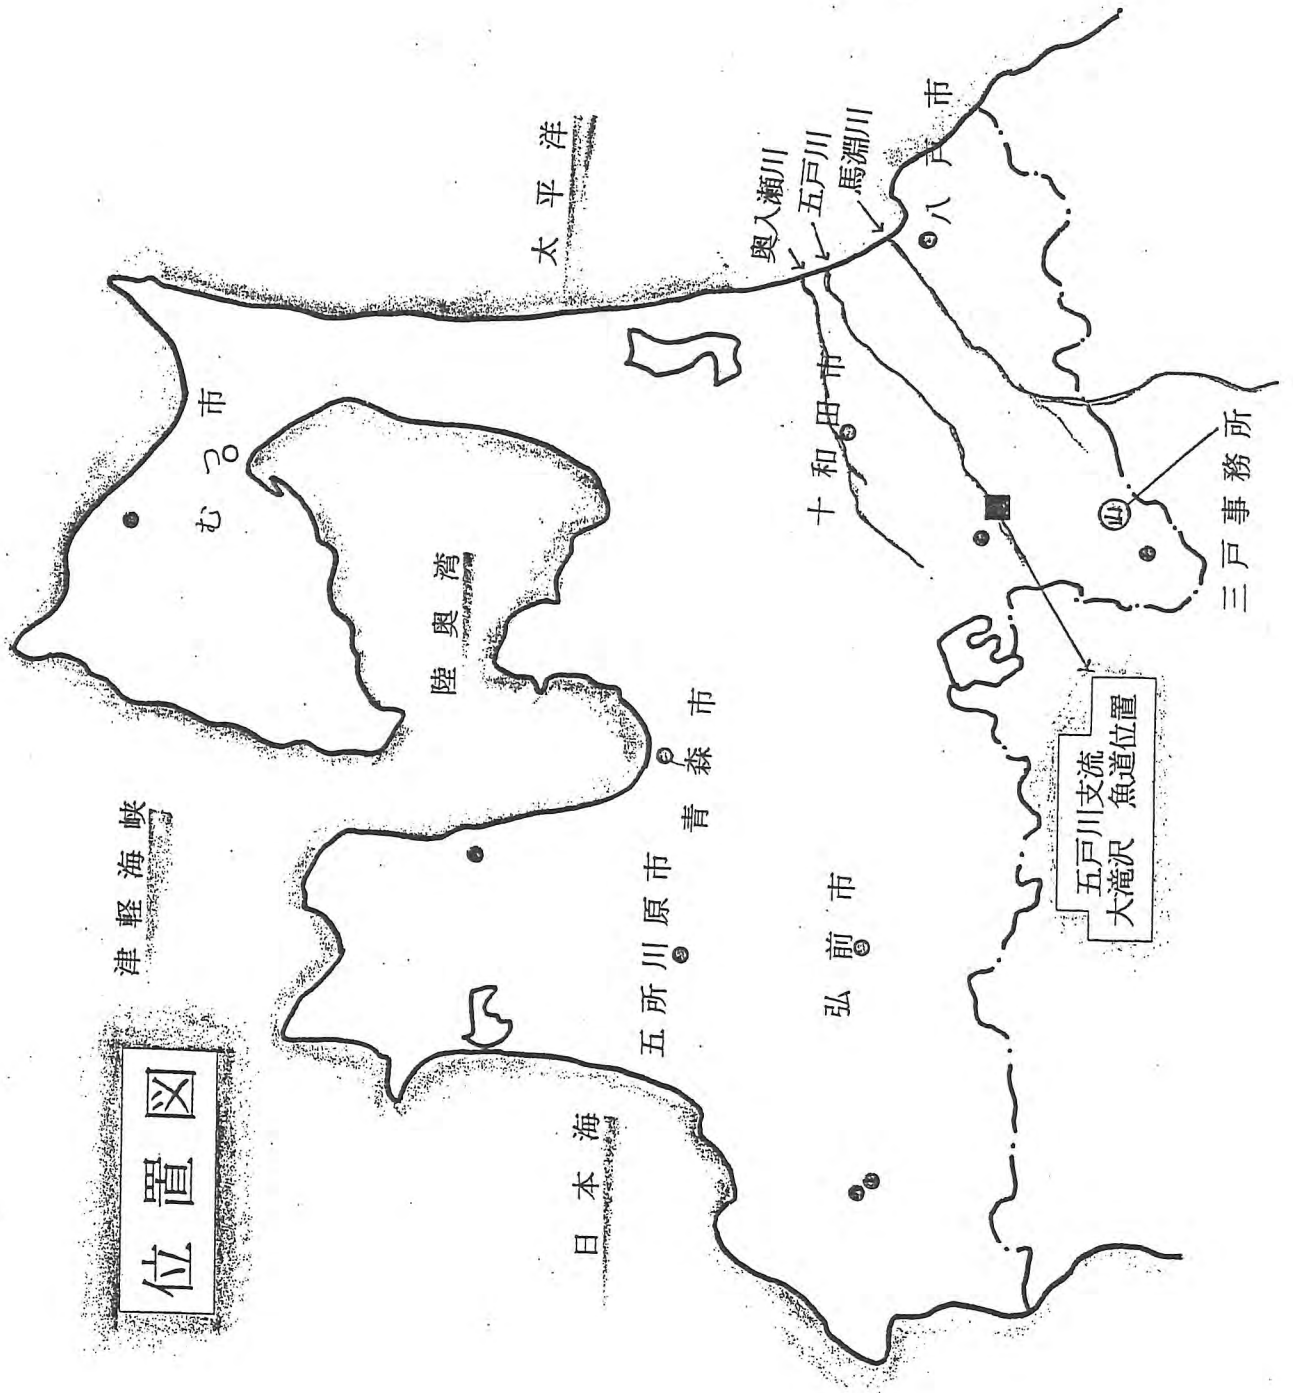 位置図
津軽海峡
太平洋
日本海
陸奥湾
むつ市
青森市
五所川原市
弘前市
十和田市
八戸市
奥入瀬川
五戸川
馬淵川
三戸事務所
五戸川支流
大滝沢 魚道位置